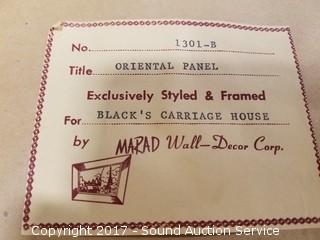 No. 1301-B
Title ORIENTAL PANEL
Exclusively Styled & Framed
For BLACK'S CARRIAGE HOUSE
by MARAD Wall-Decor Corp.
Copyright 2017 - Sound Auction Service